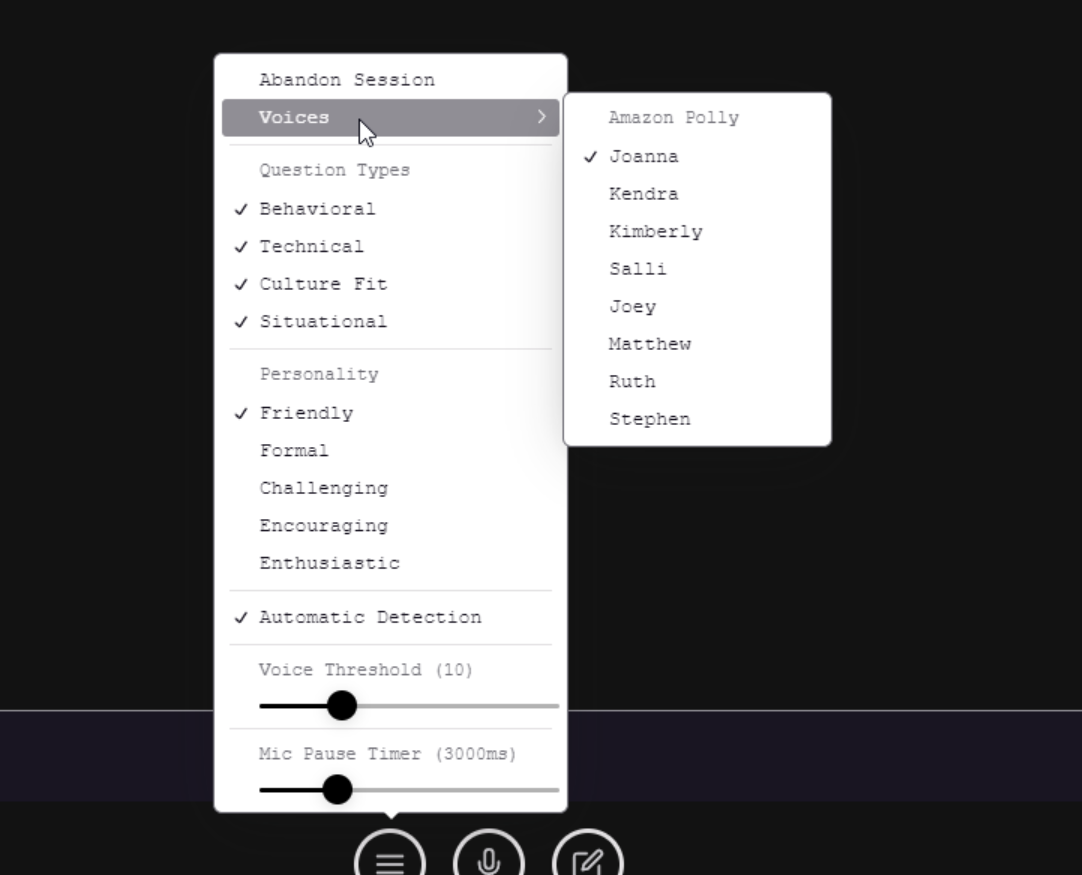 Abandon Session
Voices
Question Types
Behavioral
Technical
Culture Fit
Situational
Personality
Friendly
Formal
Challenging
Encouraging
Enthusiastic
Automatic Detection
Voice Threshold (10)
Mic Pause Timer (3000ms)
Amazon Polly
Joanna
Kendra
Kimberly
Salli
Joey
Matthew
Ruth
Stephen